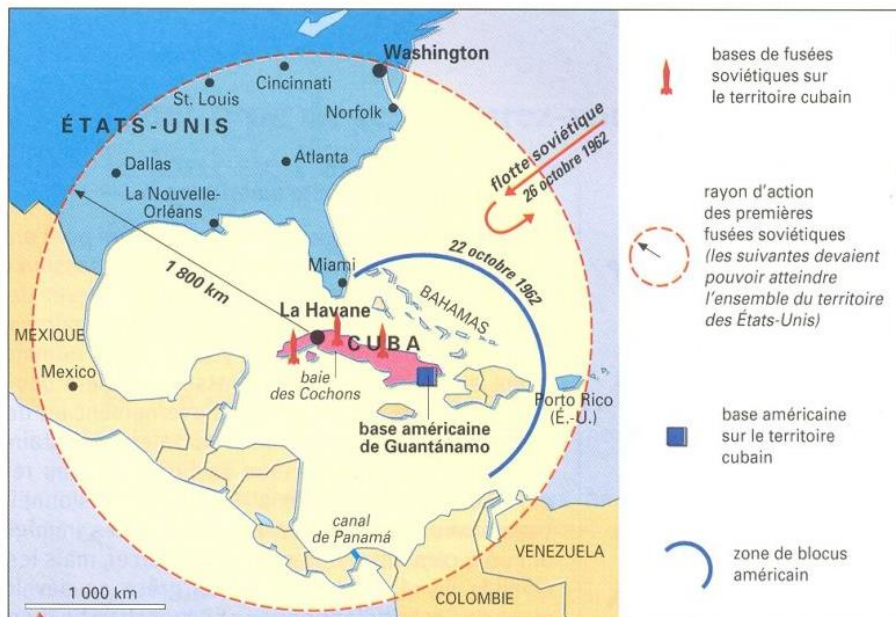 Washington
Cincinnati
St. Louis
Norfolk
ÉTATS-UNIS
Dallas
Atlanta
La Nouvelle-
Orléans
flotte soviétique
26 octobre 1962
1 800 km
Miami
22 octobre 1962
La Havane
BAHAMAS
CUBA
MEXIQUE
Mexico
baie
des Cochons
base américaine
de Guantánamo
Porto Rico
(É.-U.)
canal
de Panamá
VENEZUELA
COLOMBIE
1 000 km
bases de fusées
soviétiques sur
le territoire cubain
rayon d'action
des premières
fusées soviétiques
(les suivantes devaient
pouvoir atteindre
l'ensemble du territoire
des États-Unis)
base américaine
sur le territoire
cubain
zone de blocus
américain